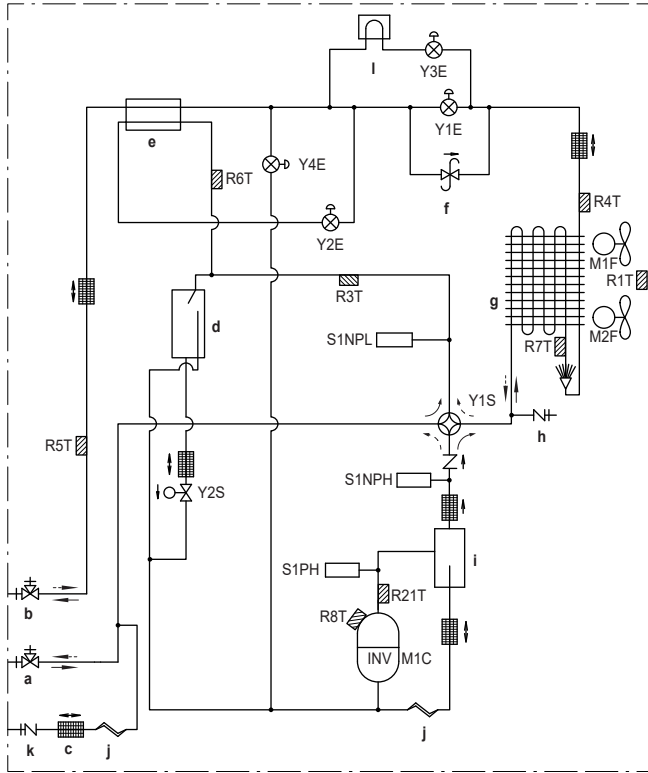 l
Y3E
Y1E
e
R6T
Y4E
f
R4T
Y2E
M1F
R1T
g
R3T
d
M2F
S1NPL
R7T
Y1S
h
R5T
S1NPH
Y2S
S1PH
i
R21T
b
R8T
INV
M1C
a
k
c
j
j